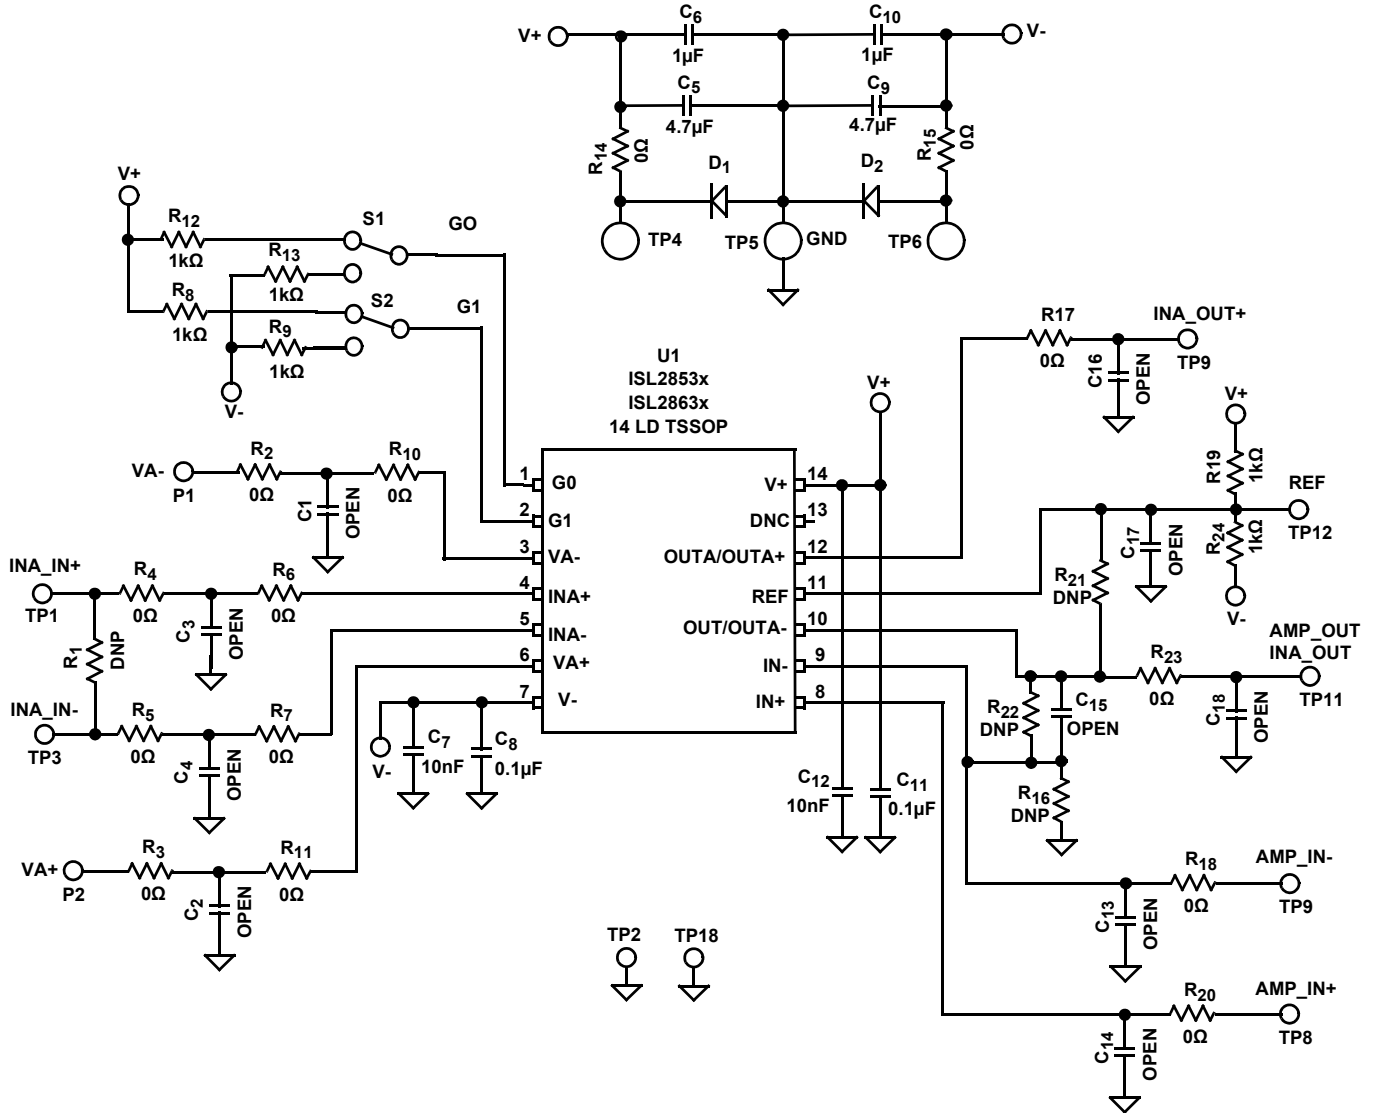 V+
C6
1µF
C10
1µF
V-
C5
4.7µF
C9
4.7µF
R14
0Ω
R15
0Ω
D1
D2
TP4
TP5
GND
TP6
V+
R12
1kΩ
S1
GO
R13
1kΩ
R8
1kΩ
S2
G1
R9
1kΩ
V-
U1
ISL2853x
ISL2863x
14 LD TSSOP
V+
R17
0Ω
INA_OUT+
TP9
C16
OPEN
V+
R19
1kΩ
REF
TP12
R24
1kΩ
V-
C17
OPEN
R21
DNP
VA-
P1
R2
0Ω
R10
0Ω
C1
OPEN
1
G0
2
G1
3
VA-
4
INA+
5
INA-
6
VA+
7
V-
14
V+
13
DNC
12
OUTA/OUTA+
11
REF
10
OUT/OUTA-
9
IN-
8
IN+
INA_IN+
TP1
R4
0Ω
R6
0Ω
C3
OPEN
R1
DNP
INA_IN-
TP3
R5
0Ω
R7
0Ω
C4
OPEN
V-
C7
10nF
C8
0.1µF
C12
10nF
C11
0.1µF
AMP_OUT
INA_OUT
TP11
R23
0Ω
C18
OPEN
R22
DNP
C15
OPEN
R16
DNP
VA+
P2
R3
0Ω
R11
0Ω
C2
OPEN
TP2
TP18
AMP_IN-
TP9
R18
0Ω
C13
OPEN
AMP_IN+
TP8
R20
0Ω
C14
OPEN